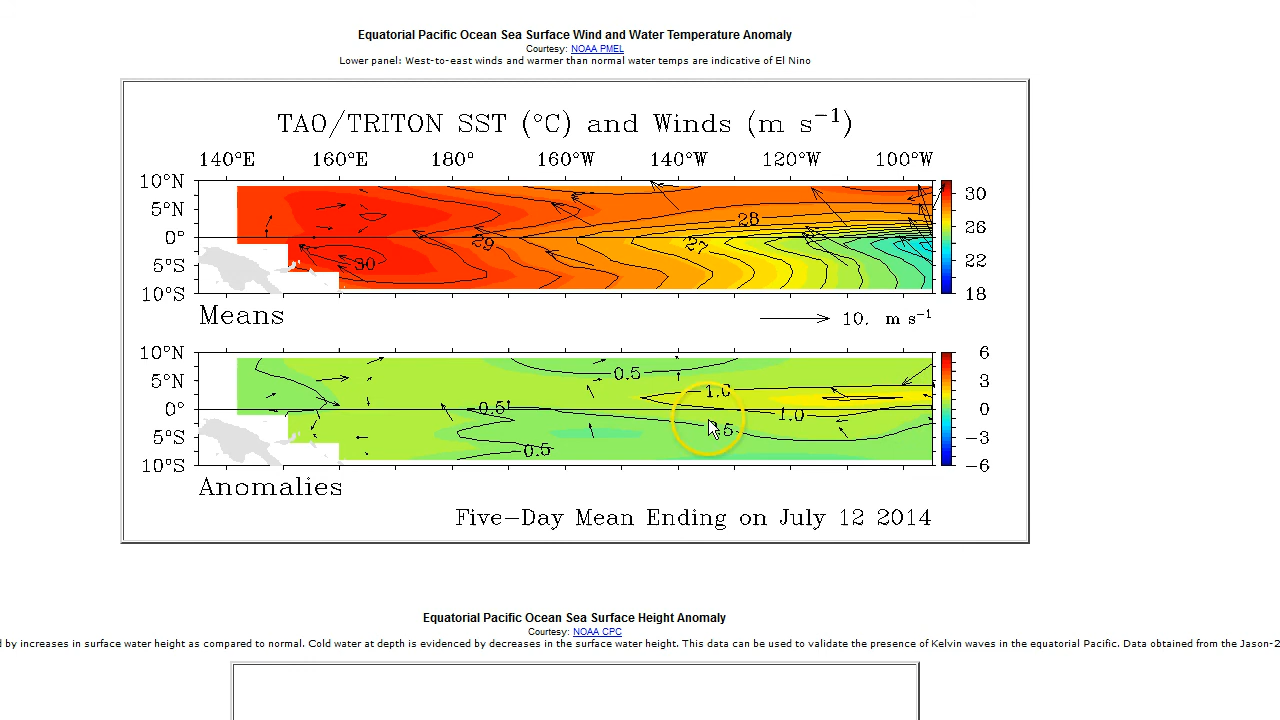 Equatorial Pacific Ocean Sea Surface Wind and Water Temperature Anomaly
Courtesy: NOAA PMEL
Lower panel: West-to-east winds and warmer than normal water temps are indicative of El Nino
TAO/TRITON SST (°C) and Winds (m s⁻¹)
140°E 160°E 180° 160°W 140°W 120°W 100°W
10°N
5°N
0°
5°S
10°S
28
29
27
30
30
26
22
18
Means
10. m s⁻¹
10°N
5°N
0°
5°S
10°S
0.5
1.0
0.5
1.0
.5
0.5
6
3
0
−3
−6
Anomalies
Five−Day Mean Ending on July 12 2014
Equatorial Pacific Ocean Sea Surface Height Anomaly
Courtesy: NOAA CPC
d by increases in surface water height as compared to normal. Cold water at depth is evidenced by decreases in the surface water height. This data can be used to validate the presence of Kelvin waves in the equatorial Pacific. Data obtained from the Jason-2